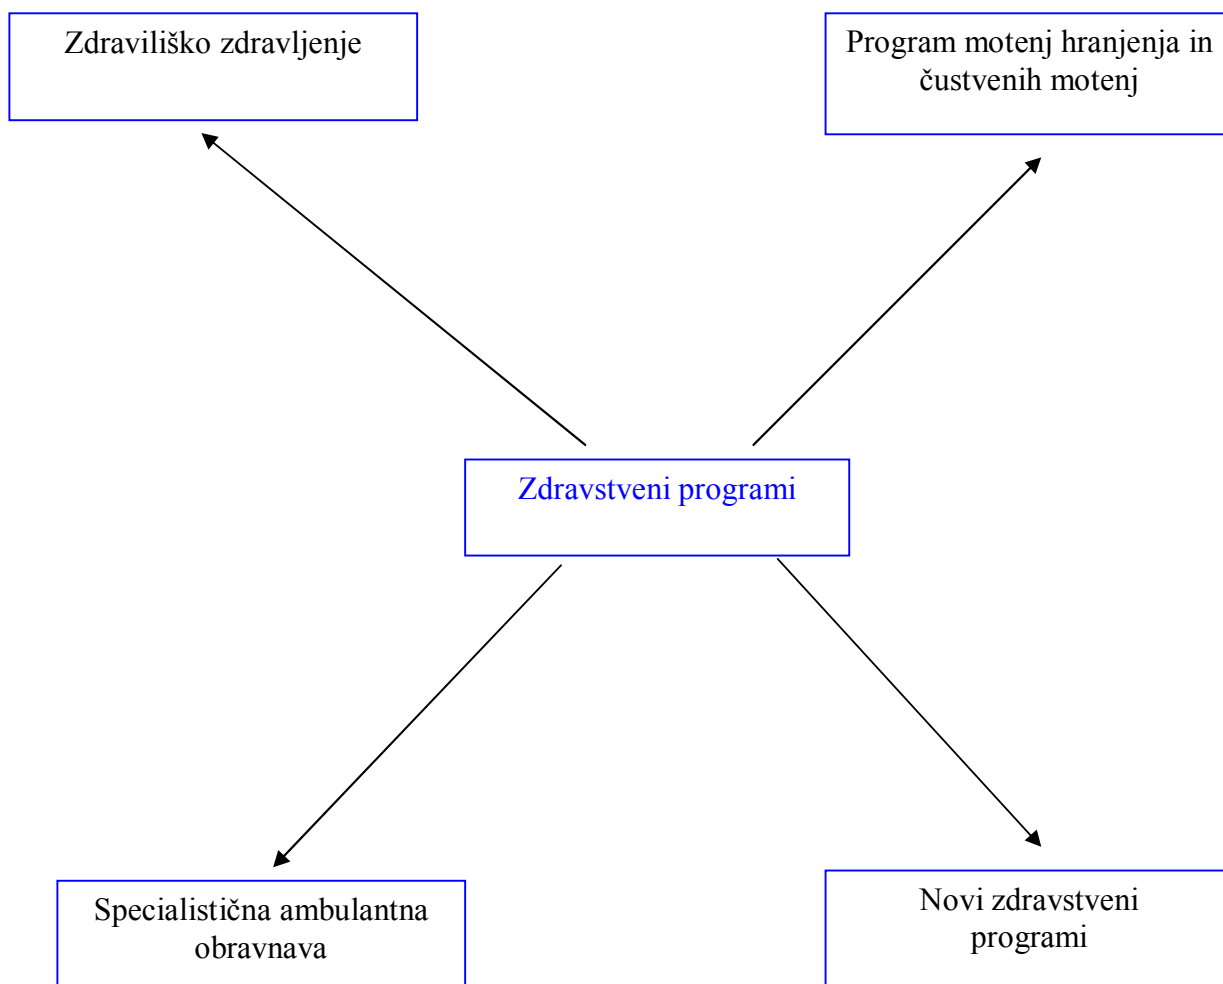 Zdraviliško zdravljenje
Program motenj hranjenja in
čustvenih motenj
Zdravstveni programi
Specialistična ambulantna
obravnava
Novi zdravstveni
programi